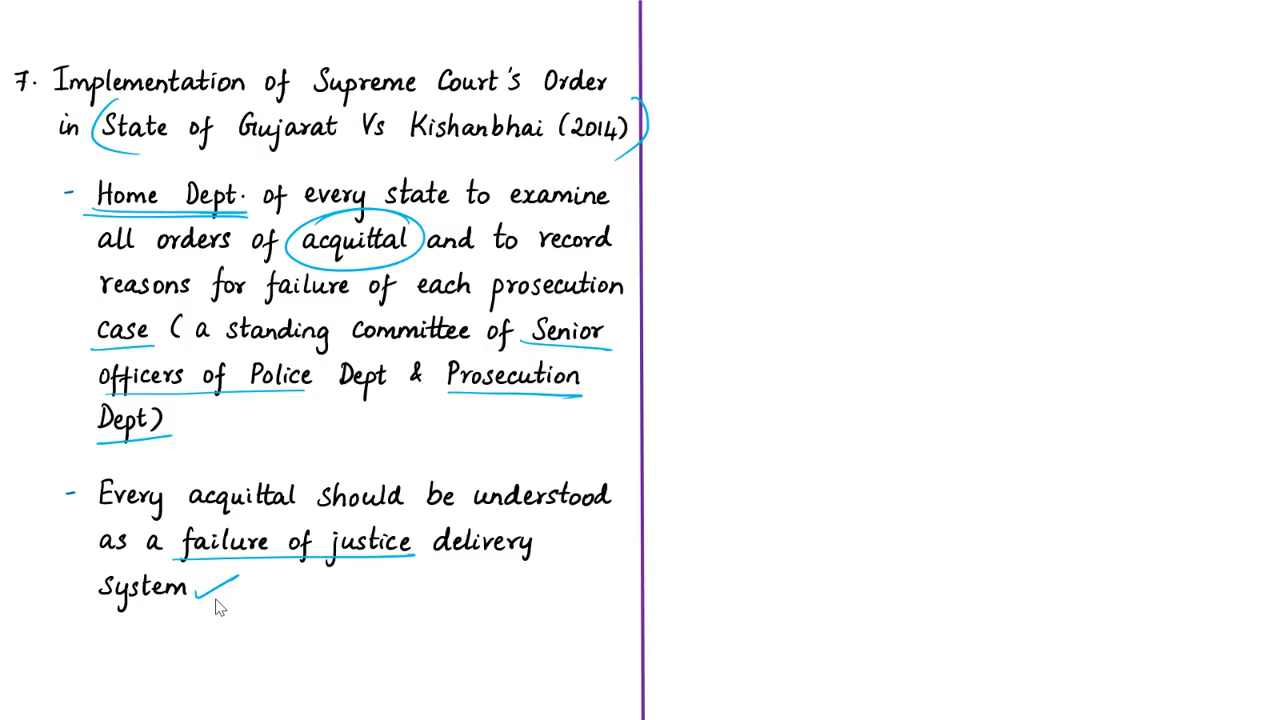 7. Implementation of Supreme Court's Order
in (State of Gujarat Vs Kishanbhai (2014))
- Home Dept. of every state to examine
all orders of acquittal and to record
reasons for failure of each prosecution
case (a standing committee of Senior
officers of Police Dept & Prosecution
Dept)
- Every acquittal should be understood
as a failure of justice delivery
system